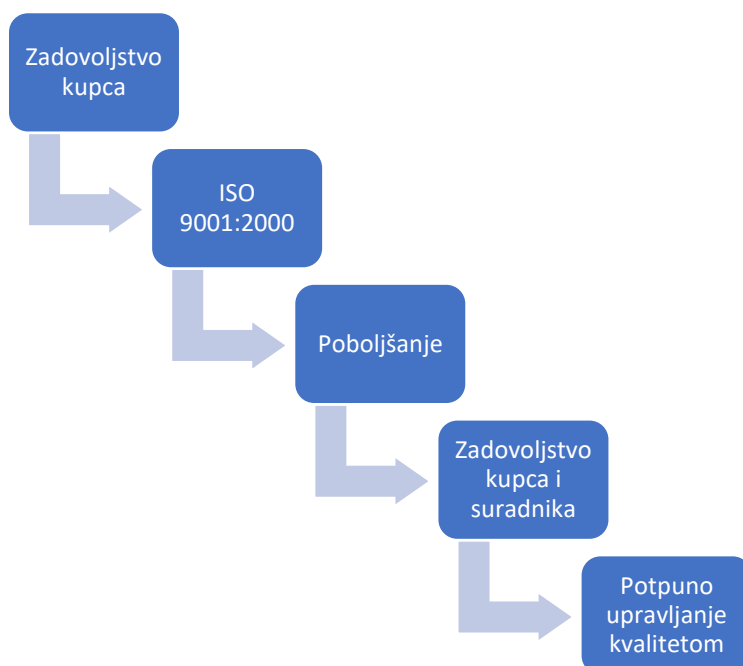 Zadovoljstvo
kupca
ISO
9001:2000
Poboljšanje
Zadovoljstvo
kupca i
suradnika
Potpuno
upravljanje
kvalitetom